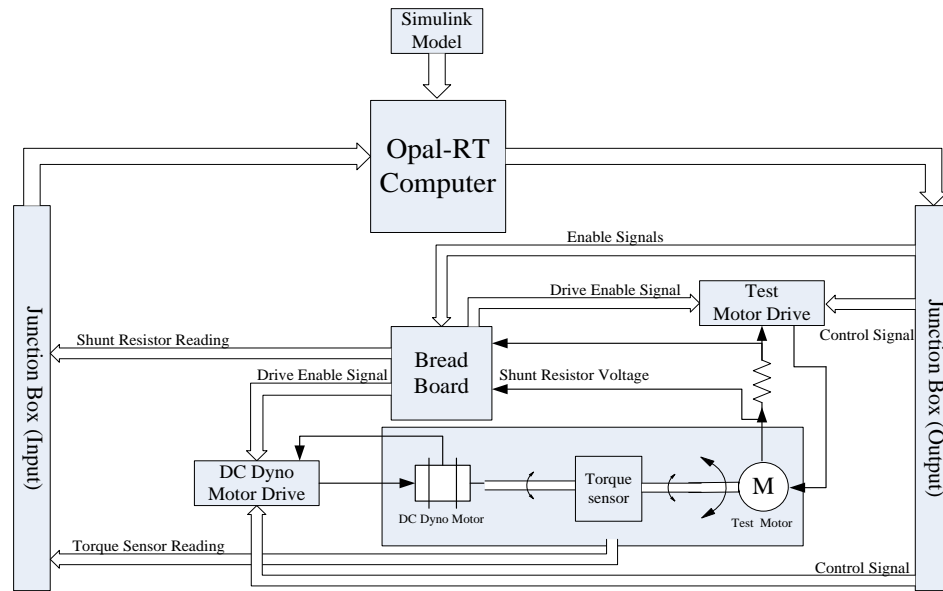 Simulink
Model
Opal-RT
Computer
Enable Signals
Drive Enable Signal
Test
Motor Drive
Control Signal
Junction Box (Input)
Junction Box (Output)
Shunt Resistor Reading
Bread
Board
Drive Enable Signal
Shunt Resistor Voltage
DC Dyno
Motor Drive
DC Dyno Motor
Torque
sensor
M
Test Motor
Torque Sensor Reading
Control Signal